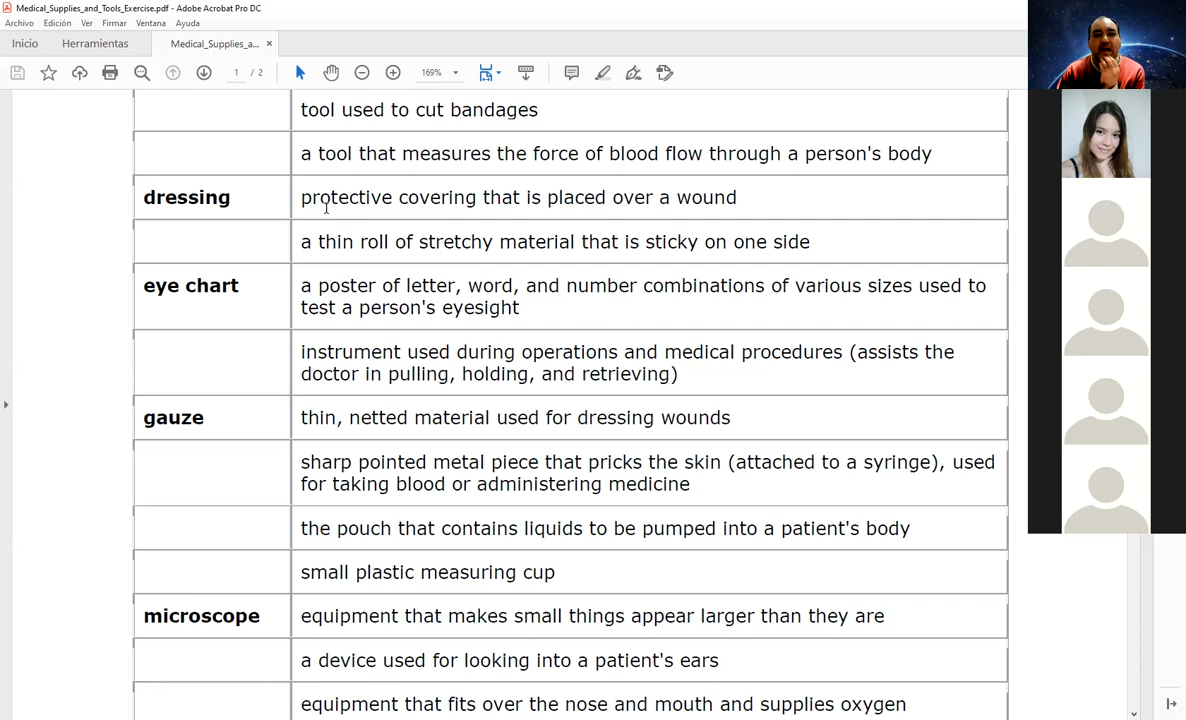 Medical_Supplies_and_Tools_Exercise.pdf - Adobe Acrobat Pro DC
Archivo Edición Ver Firmar Ventana Ayuda
Inicio Herramientas Medical_Supplies_a... ×
1 / 2 169%
tool used to cut bandages
a tool that measures the force of blood flow through a person's body
dressing protective covering that is placed over a wound
a thin roll of stretchy material that is sticky on one side
eye chart a poster of letter, word, and number combinations of various sizes used to
test a person's eyesight
instrument used during operations and medical procedures (assists the
doctor in pulling, holding, and retrieving)
gauze thin, netted material used for dressing wounds
sharp pointed metal piece that pricks the skin (attached to a syringe), used
for taking blood or administering medicine
the pouch that contains liquids to be pumped into a patient's body
small plastic measuring cup
microscope equipment that makes small things appear larger than they are
a device used for looking into a patient's ears
equipment that fits over the nose and mouth and supplies oxygen